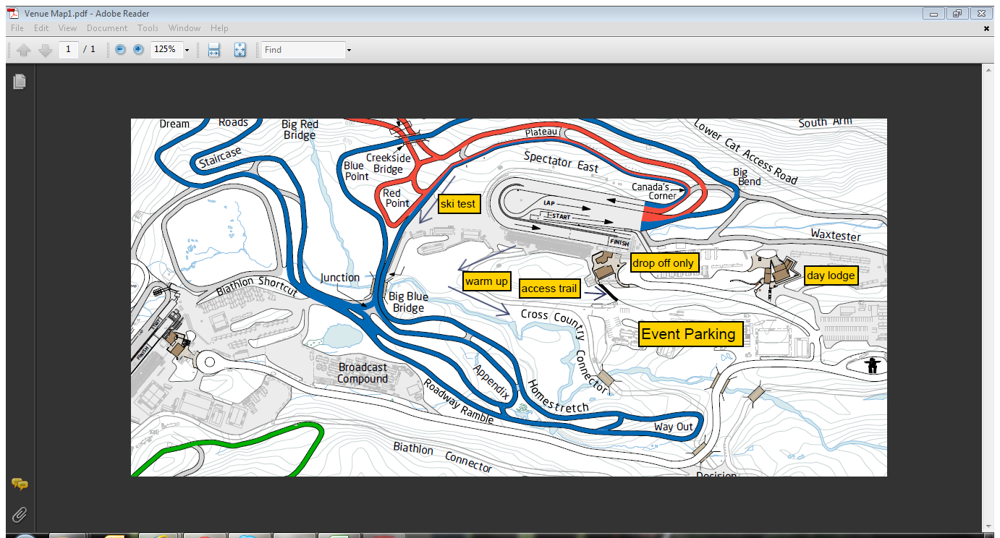 Venue Map1.pdf - Adobe Reader
File Edit View Document Tools Window Help
1 / 1 125% Find
Dream
Roads
Big Red
Bridge
Staircase
Creekside
Bridge
Blue
Point
Red
Point
Plateau
Spectator East
South Arm
Lower Cat Access Road
Big
Bend
Canada's
Corner
LAP
START
FINISH
Waxtester
ski test
drop off only
day lodge
warm up
access trail
Junction
Biathlon Shortcut
Big Blue
Bridge
Cross Country Connector
Event Parking
START
FINISH
Broadcast
Compound
Appendix
Homestretch
Roadway Ramble
Way Out
Biathlon Connector
Decision